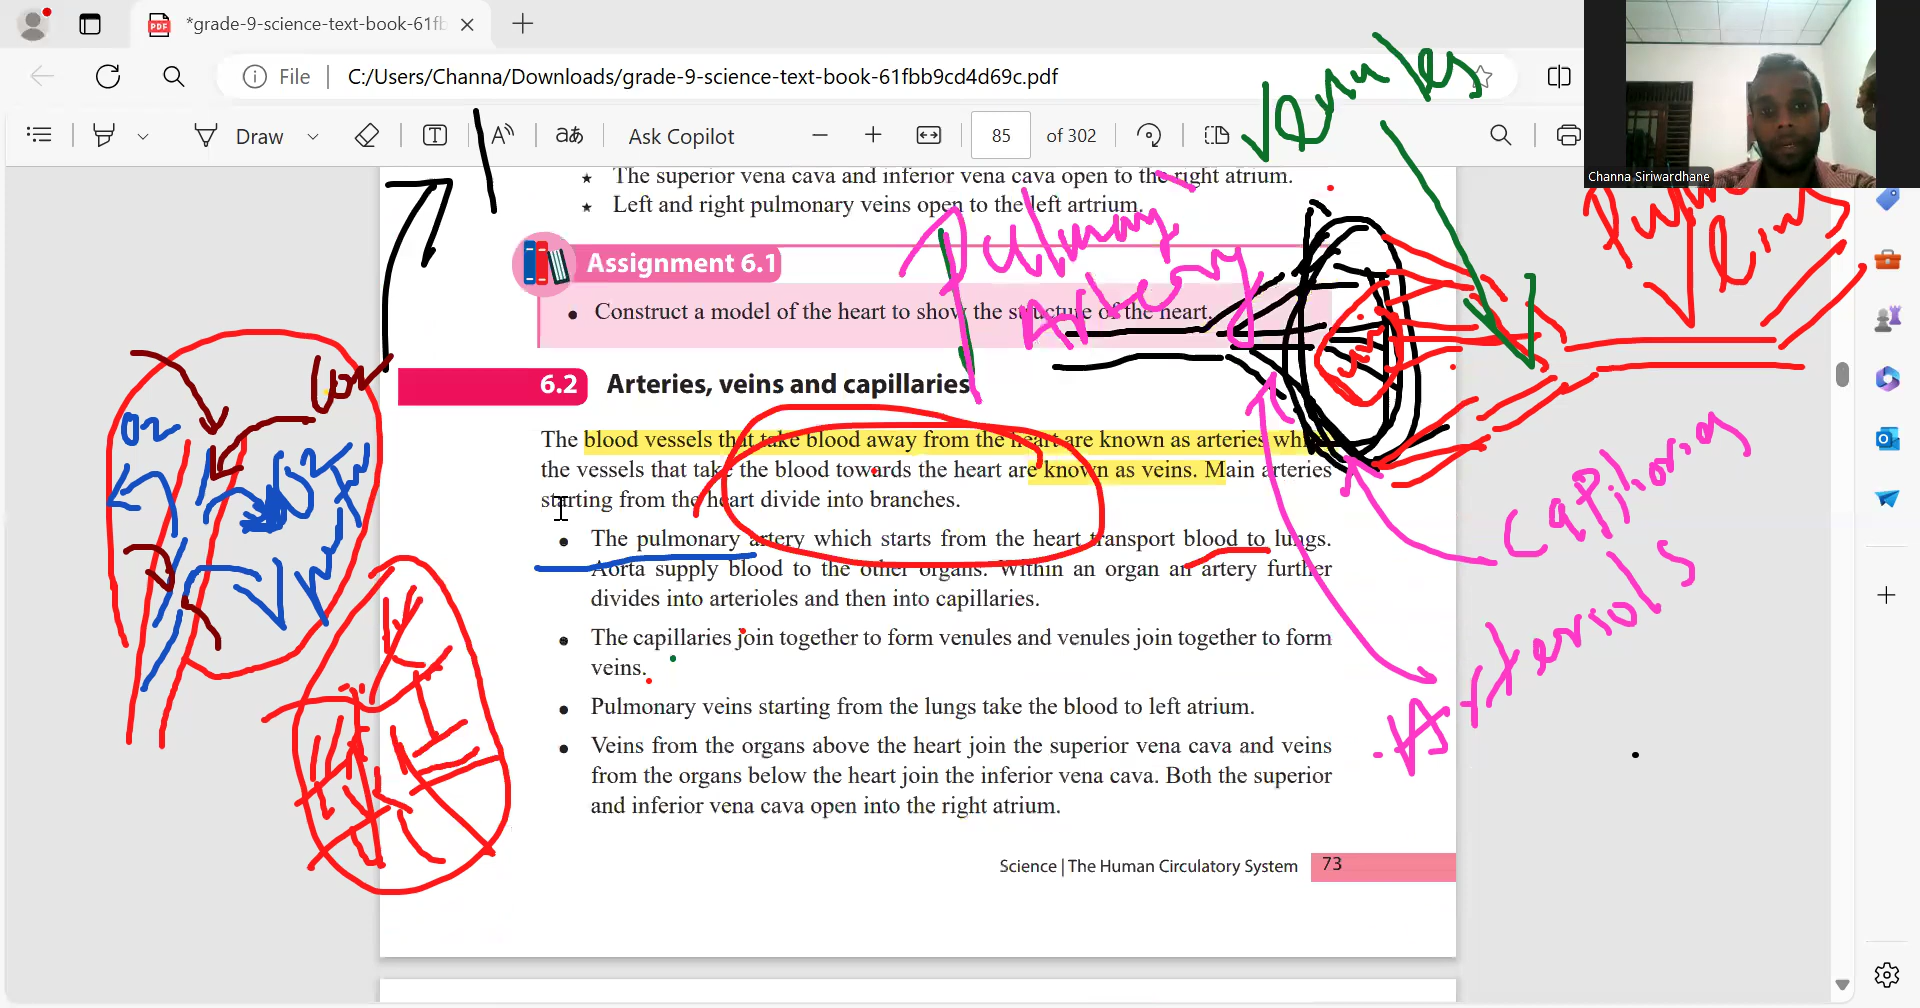 *grade-9-science-text-book-61fb
File
C:/Users/Channa/Downloads/grade-9-science-text-book-61fbb9cd4d69c.pdf
Draw
aあ
Ask Copilot
85 of 302
Channa Siriwardhane
Venules
★ The superior vena cava and inferior vena cava open to the right atrium.
★ Left and right pulmonary veins open to the left artrium.
Assignment 6.1
• Construct a model of the heart to show the structure of the heart.
6.2 Arteries, veins and capillaries
The blood vessels that take blood away from the heart are known as arteries
the vessels that take the blood towards the heart are known as veins. Main arteries
starting from the heart divide into branches.
• The pulmonary artery which starts from the heart transport blood to lungs.
Aorta supply blood to the other organs. Within an organ an artery further
divides into arterioles and then into capillaries.
• The capillaries join together to form venules and venules join together to form
veins.
• Pulmonary veins starting from the lungs take the blood to left atrium.
• Veins from the organs above the heart join the superior vena cava and veins
from the organs below the heart join the inferior vena cava. Both the superior
and inferior vena cava open into the right atrium.
Science | The Human Circulatory System 73
O2